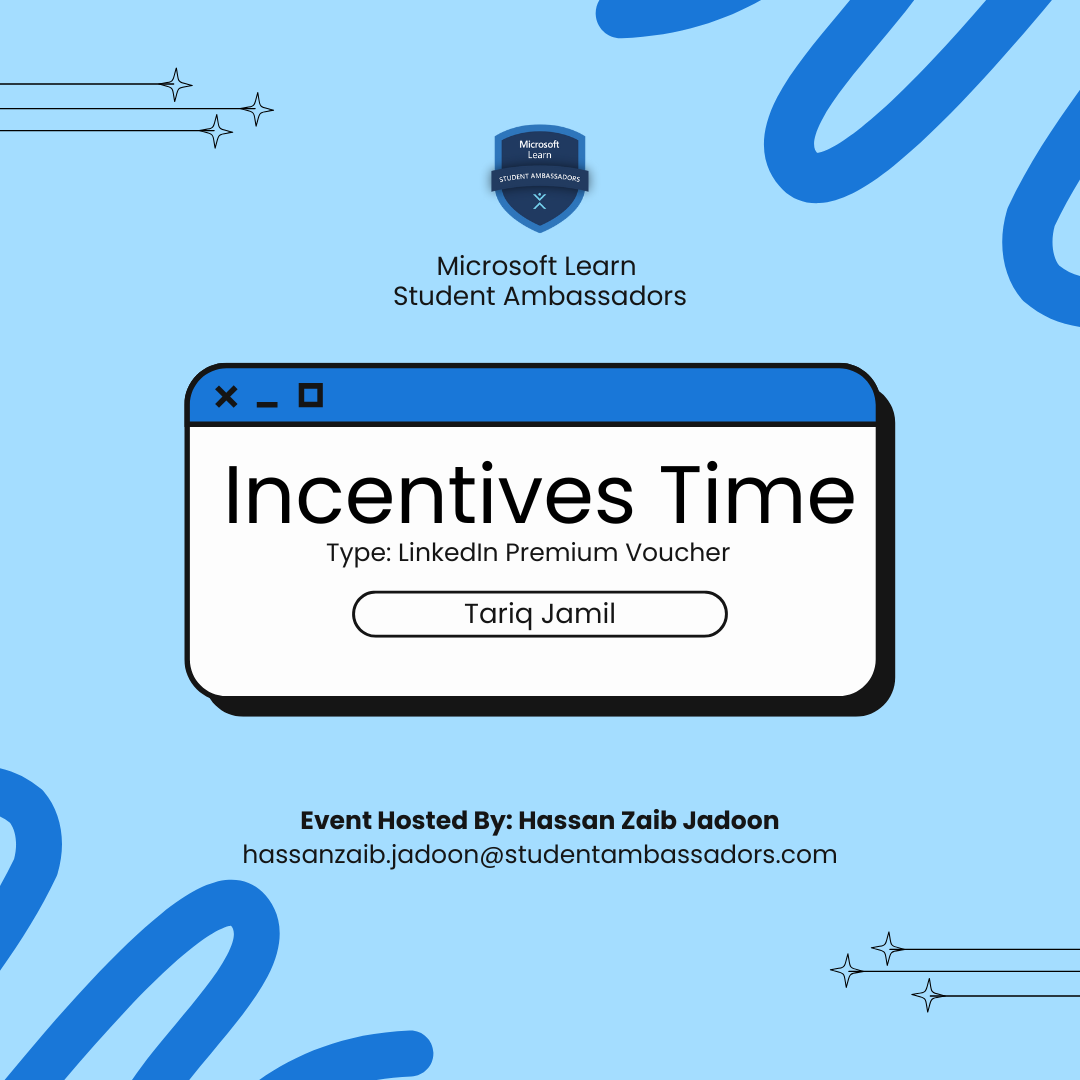 Microsoft
Learn
STUDENT AMBASSADORS
Microsoft Learn
Student Ambassadors
Incentives Time
Type: LinkedIn Premium Voucher
Tariq Jamil
Event Hosted By: Hassan Zaib Jadoon
hassanzaib.jadoon@studentambassadors.com